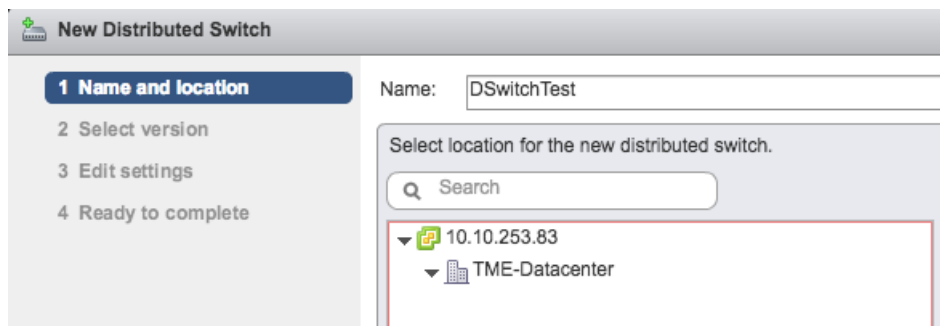 New Distributed Switch
1 Name and location
2 Select version
3 Edit settings
4 Ready to complete
Name: DSwitchTest
Select location for the new distributed switch.
Search
10.10.253.83
TME-Datacenter